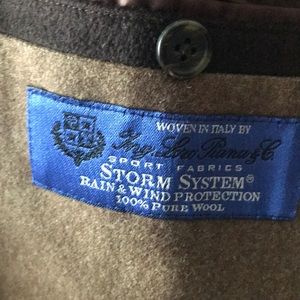 WOVEN IN ITALY BY
Ing. Loro Piana & C.
SPORT FABRICS
STORM SYSTEM®
RAIN & WIND PROTECTION
100% PURE WOOL